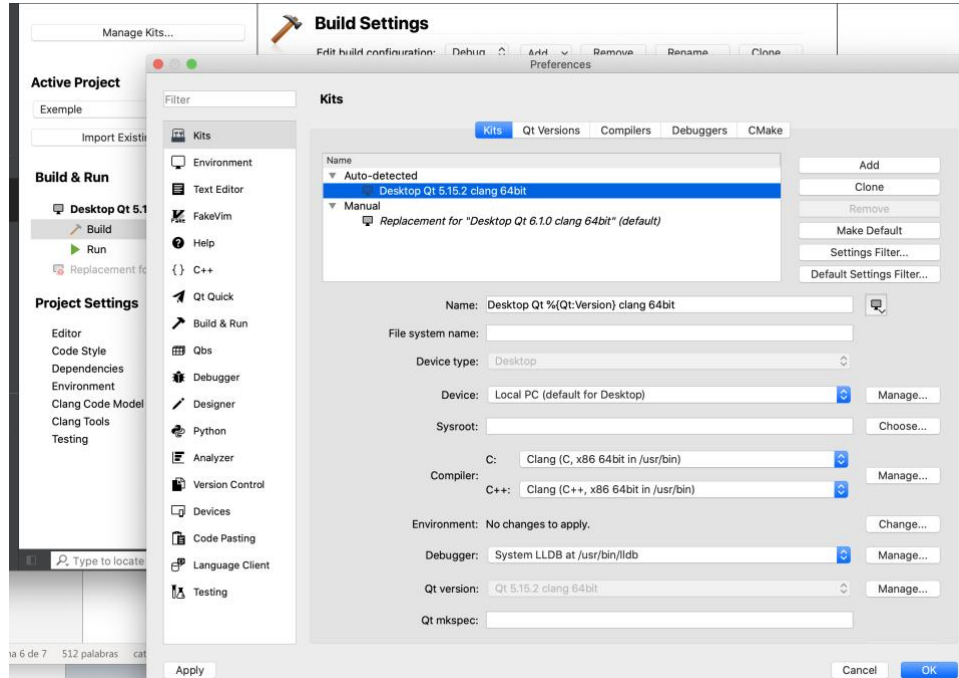 Manage Kits...
Build Settings
Edit build configuration: Debug Add Remove Rename Clone
Preferences
Active Project
Exemple
Import Existi
Build & Run
Desktop Qt 5.1
Build
Run
Replacement fo
Project Settings
Editor
Code Style
Dependencies
Environment
Clang Code Model
Clang Tools
Testing
Type to locate
na 6 de 7 512 palabras cat
Filter
Kits
Environment
Text Editor
FakeVim
Help
C++
Qt Quick
Build & Run
Qbs
Debugger
Designer
Python
Analyzer
Version Control
Devices
Code Pasting
Language Client
Testing
Kits
Kits Qt Versions Compilers Debuggers CMake
Name
Auto-detected
Desktop Qt 5.15.2 clang 64bit
Manual
Replacement for "Desktop Qt 6.1.0 clang 64bit" (default)
Add
Clone
Remove
Make Default
Settings Filter...
Default Settings Filter...
Name: Desktop Qt %{Qt:Version} clang 64bit
File system name:
Device type: Desktop
Device: Local PC (default for Desktop) Manage...
Sysroot: Choose...
Compiler: Manage...
C: Clang (C, x86 64bit in /usr/bin)
C++: Clang (C++, x86 64bit in /usr/bin)
Environment: No changes to apply. Change...
Debugger: System LLDB at /usr/bin/lldb Manage...
Qt version: Qt 5.15.2 clang 64bit Manage...
Qt mkspec:
Apply Cancel OK